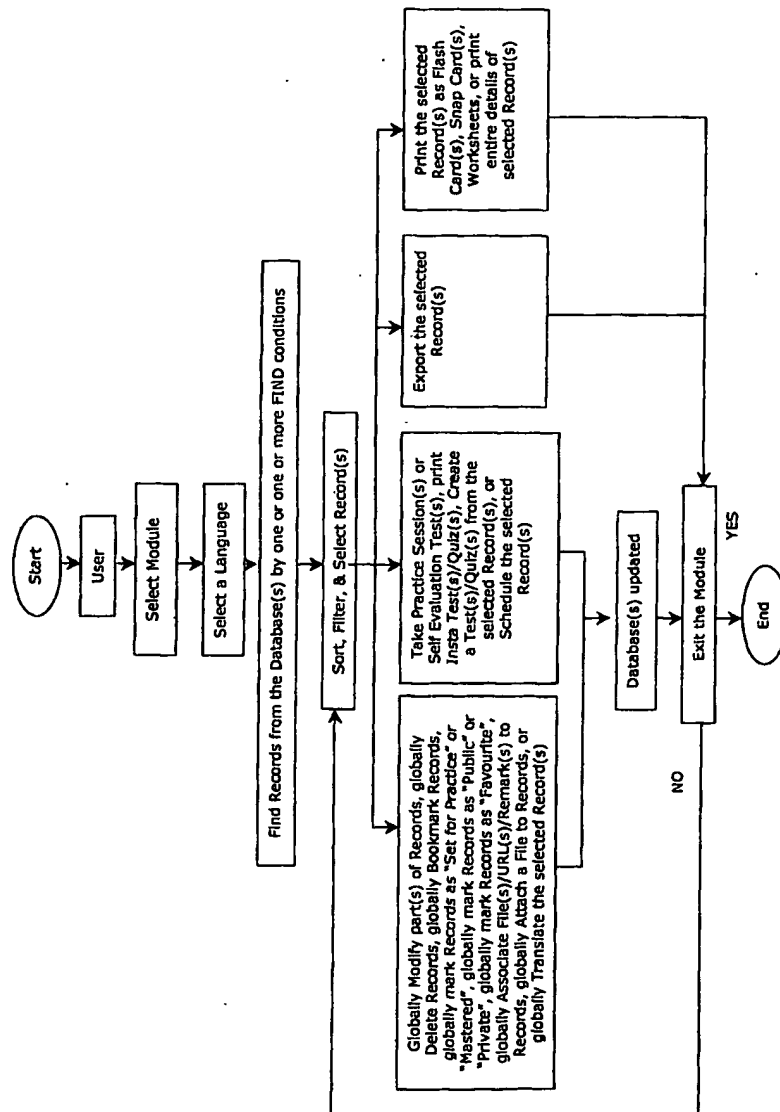 Start
User
Select Module
Select a Language
Find Records from the Database(s) by one or one or more FIND conditions
Sort, Filter, & Select Record(s)
Globally Modify part(s) of Records, globally
Delete Records, globally Bookmark Records,
globally mark Records as "Set for Practice" or
"Mastered", globally mark Records as "Public" or
"Private", globally mark Records as "Favourite",
globally Associate File(s)/URL(s)/Remark(s) to
Records, globally Attach a File to Records, or
globally Translate the selected Record(s)
Take Practice Session(s) or
Self Evaluation Test(s), print
Insta Test(s)/Quiz(s), Create
a Test(s)/Quiz(s) from the
selected Record(s), or
Schedule the selected
Record(s)
Export the selected
Record(s)
Print the selected
Record(s) as Flash
Card(s), Snap Card(s),
Worksheets, or print
entire details of
selected Record(s)
Database(s) updated
Exit the Module
NO
YES
End